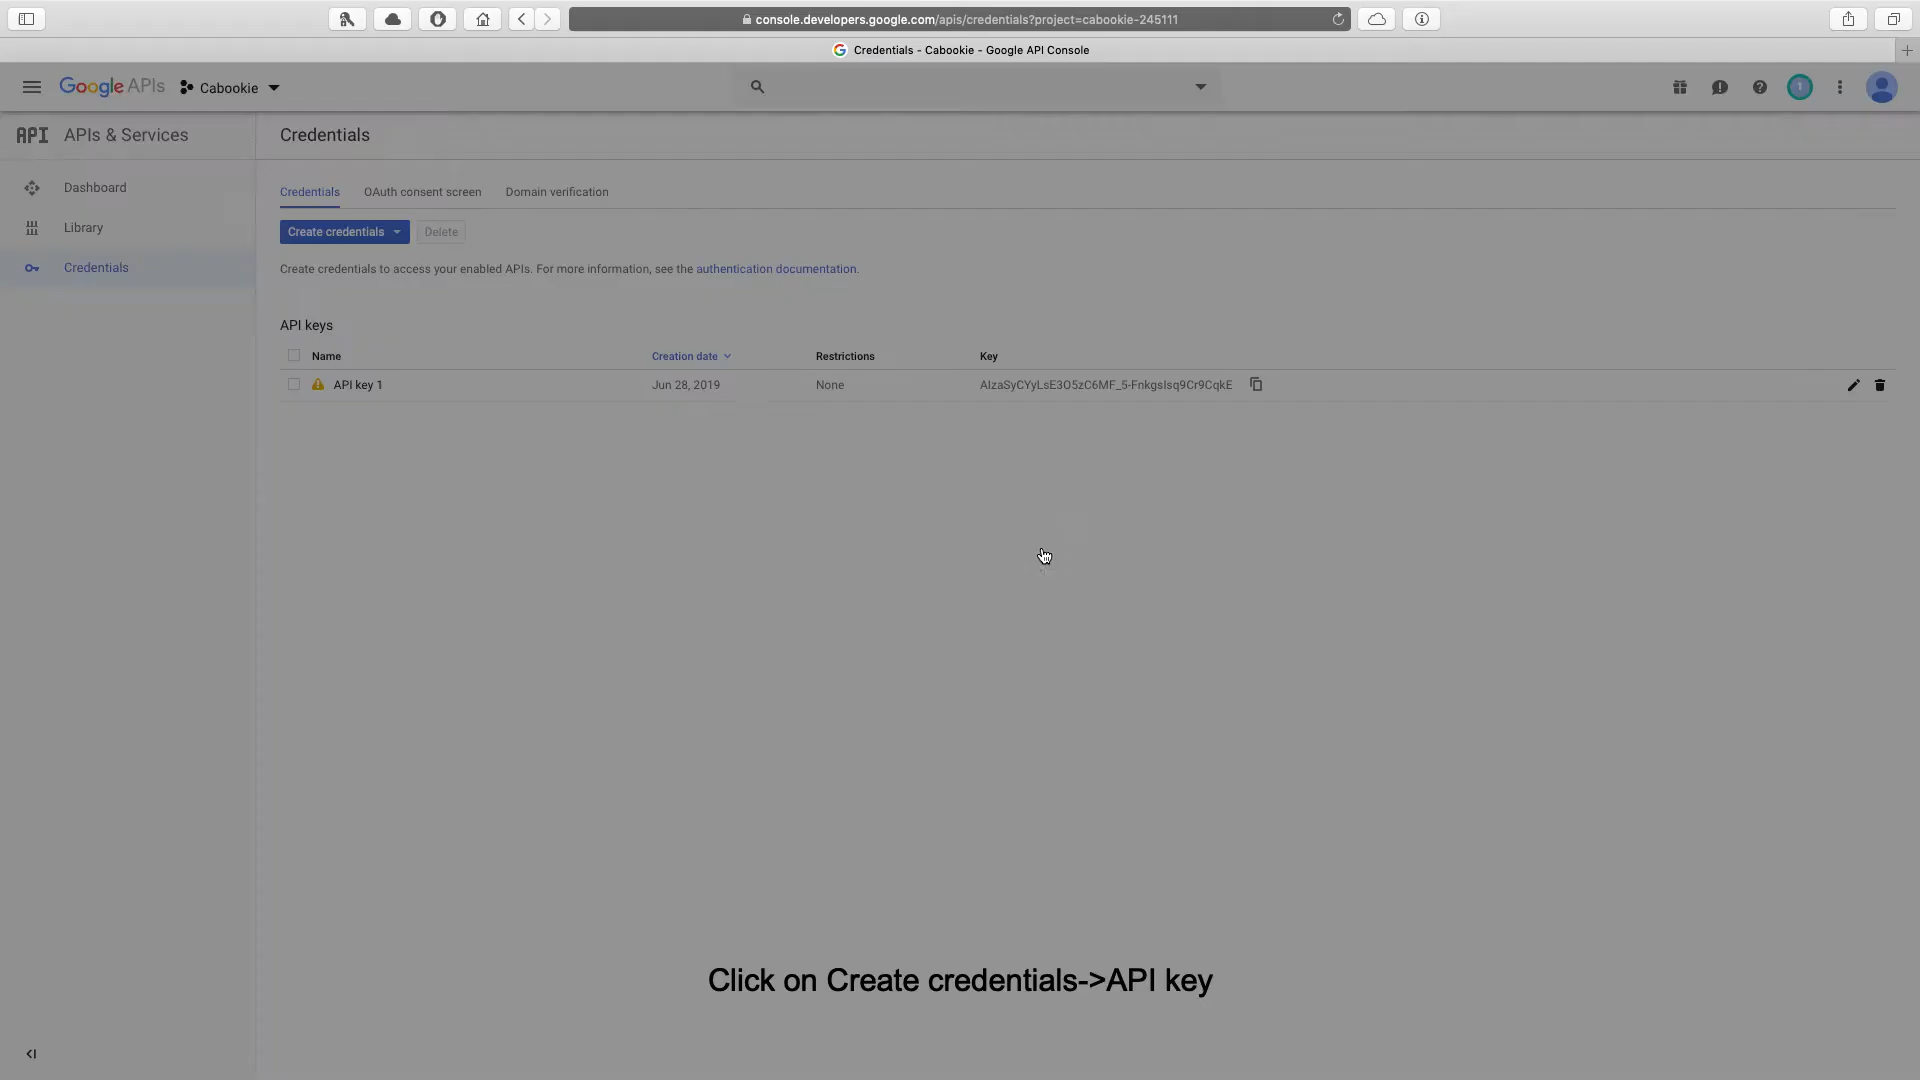 console.developers.google.com/apis/credentials?project=cabookie-245111
Credentials - Cabookie - Google API Console
Google APIs
Cabookie
1
API APIs & Services
Credentials
Dashboard
Library
Credentials
Credentials
OAuth consent screen
Domain verification
Create credentials
Delete
Create credentials to access your enabled APIs. For more information, see the authentication documentation.
API keys
Name
Creation date
Restrictions
Key
API key 1
Jun 28, 2019
None
AIzaSyCYyLsE3O5zC6MF_5-FnkgsIsq9Cr9CqkE
Click on Create credentials->API key